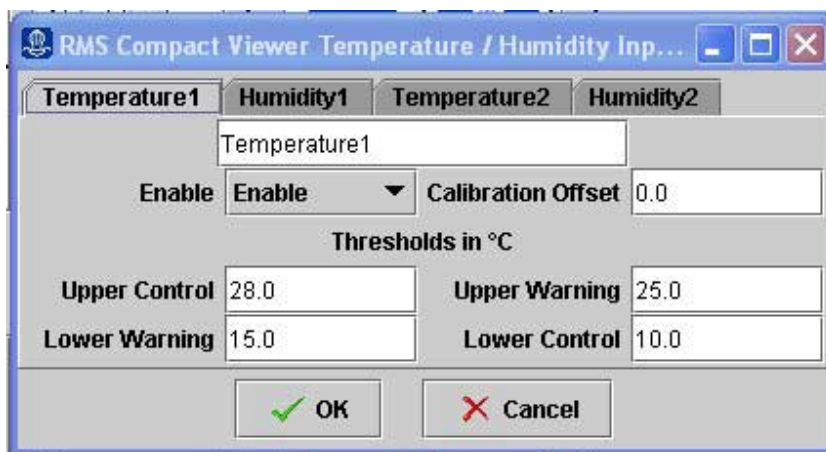 RMS Compact Viewer Temperature / Humidity Inp...
Temperature1 Humidity1 Temperature2 Humidity2
Temperature1
Enable Enable Calibration Offset 0.0
Thresholds in °C
Upper Control 28.0 Upper Warning 25.0
Lower Warning 15.0 Lower Control 10.0
OK Cancel